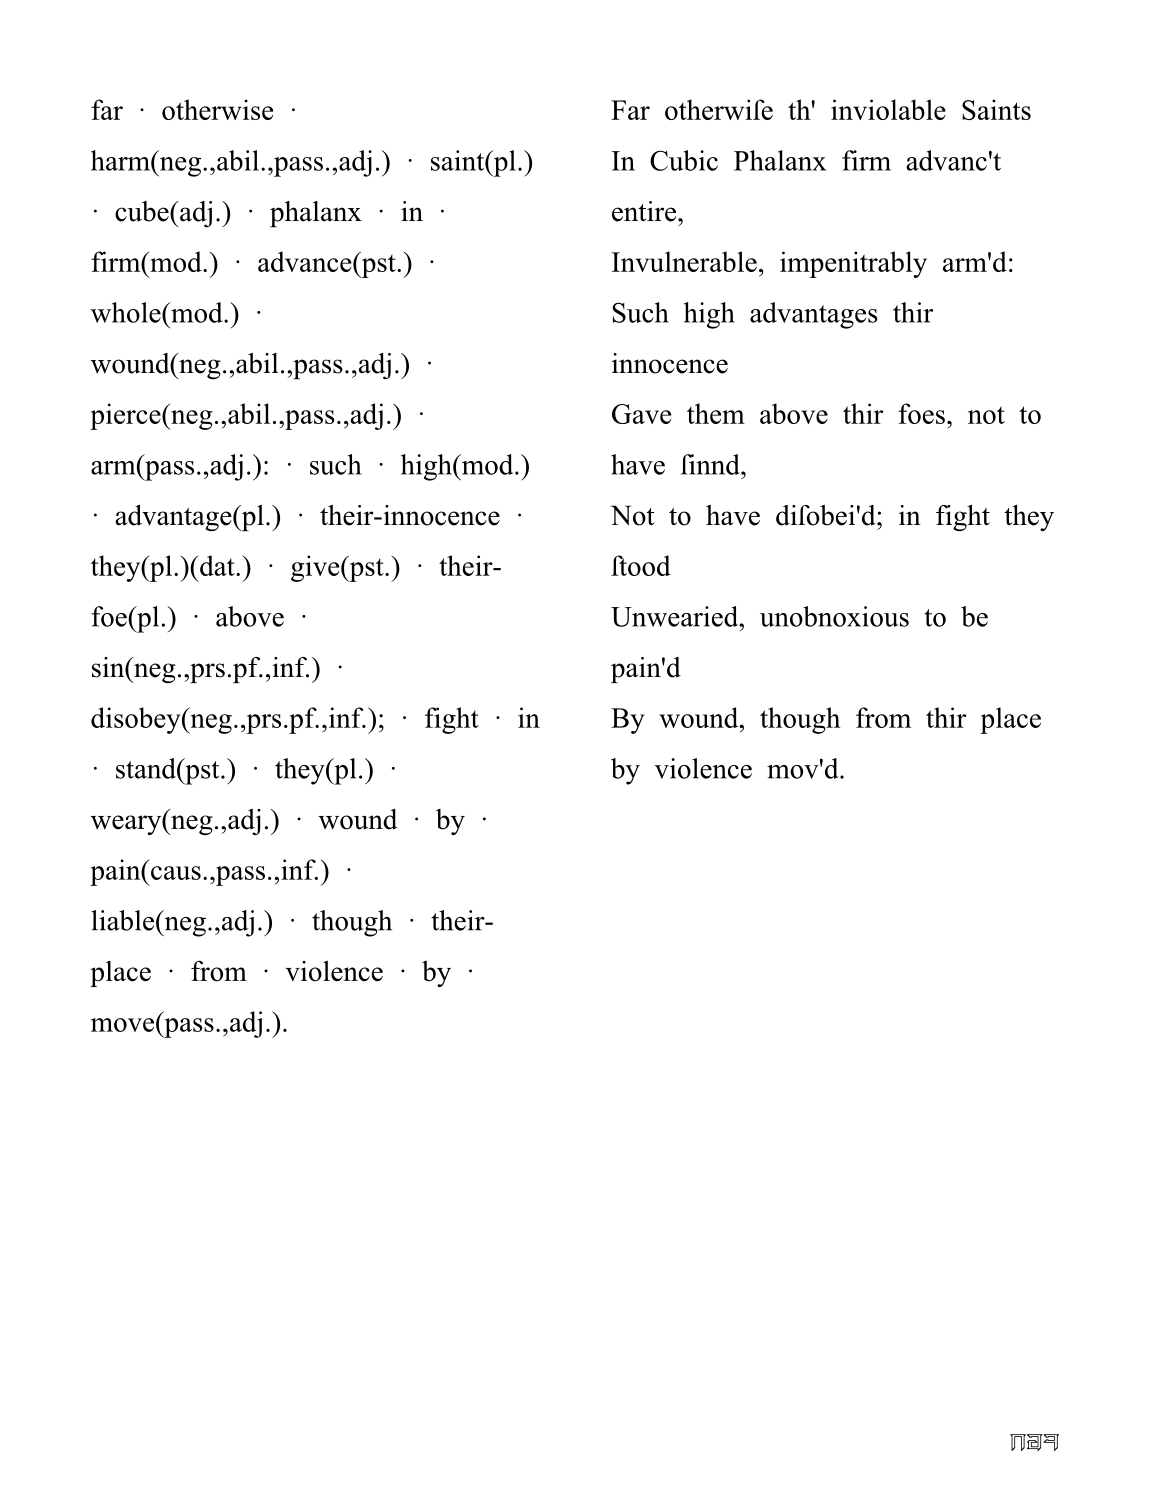 far · otherwise ·
harm(neg.,abil.,pass.,adj.) · saint(pl.)
· cube(adj.) · phalanx · in ·
firm(mod.) · advance(pst.) ·
whole(mod.) ·
wound(neg.,abil.,pass.,adj.) ·
pierce(neg.,abil.,pass.,adj.) ·
arm(pass.,adj.): · such · high(mod.)
· advantage(pl.) · their-innocence ·
they(pl.)(dat.) · give(pst.) · their-
foe(pl.) · above ·
sin(neg.,prs.pf.,inf.) ·
disobey(neg.,prs.pf.,inf.); · fight · in
· stand(pst.) · they(pl.) ·
weary(neg.,adj.) · wound · by ·
pain(caus.,pass.,inf.) ·
liable(neg.,adj.) · though · their-
place · from · violence · by ·
move(pass.,adj.).
Far otherwiſe th' inviolable Saints
In Cubic Phalanx firm advanc't
entire,
Invulnerable, impenitrably arm'd:
Such high advantages thir
innocence
Gave them above thir foes, not to
have ſinnd,
Not to have diſobei'd; in fight they
ſtood
Unwearied, unobnoxious to be
pain'd
By wound, though from thir place
by violence mov'd.